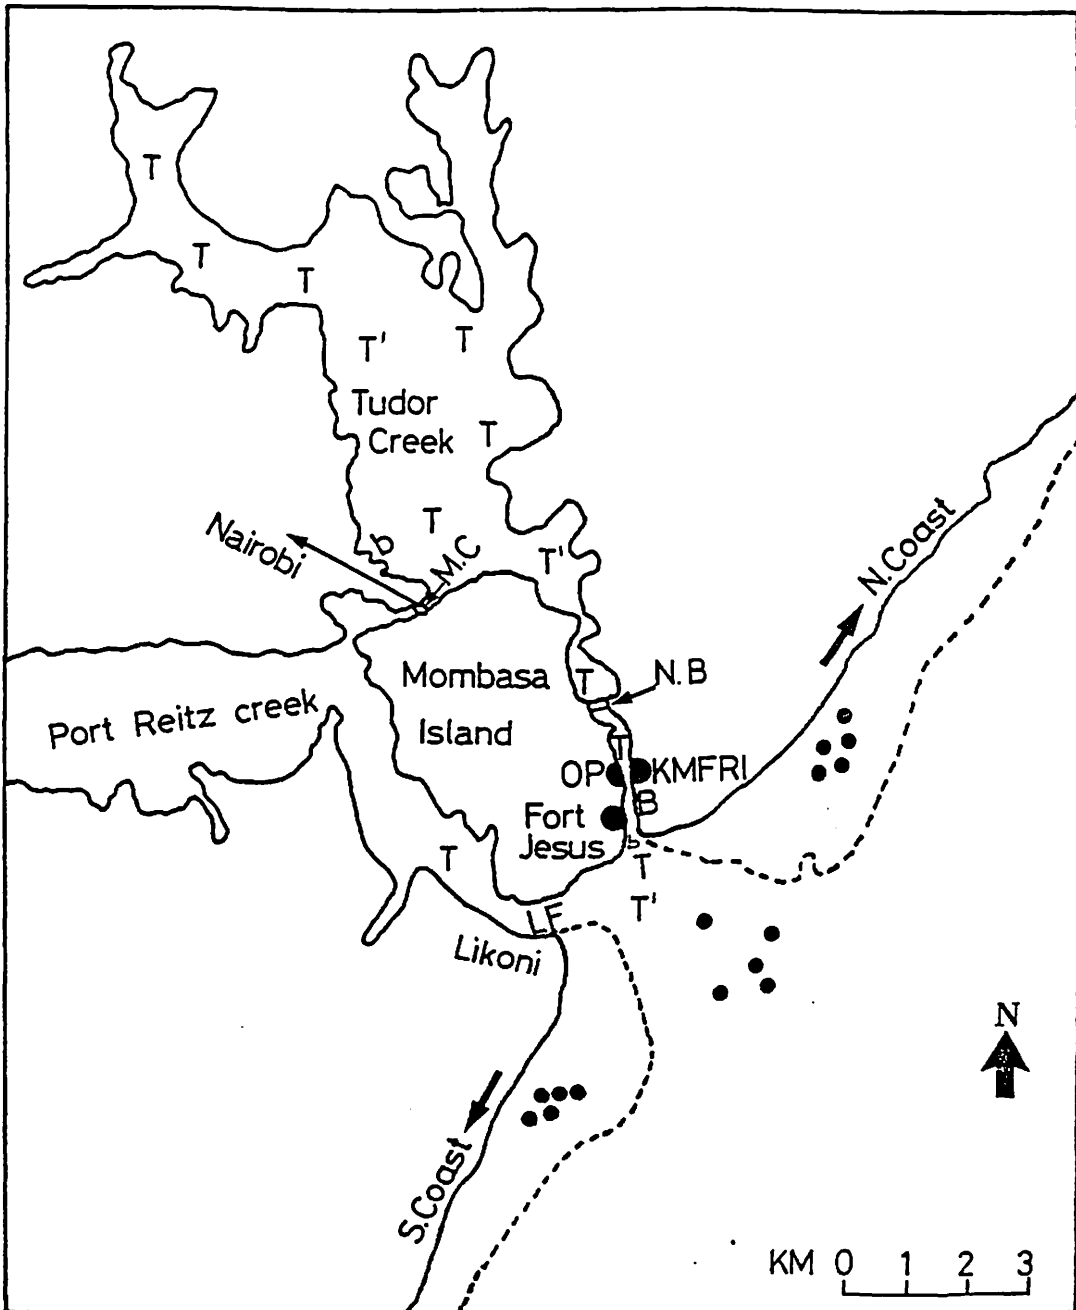 T
T
T
T'
T
Tudor
Creek
T
T
Nairobi
b
M.C
T'
N.Coast
Mombasa
Island
T
N.B
Port Reitz creek
T
OP
KMFRI
B
Fort
Jesus
b
T
T
T'
LF
Likoni
N
S.Coast
KM 0 1 2 3